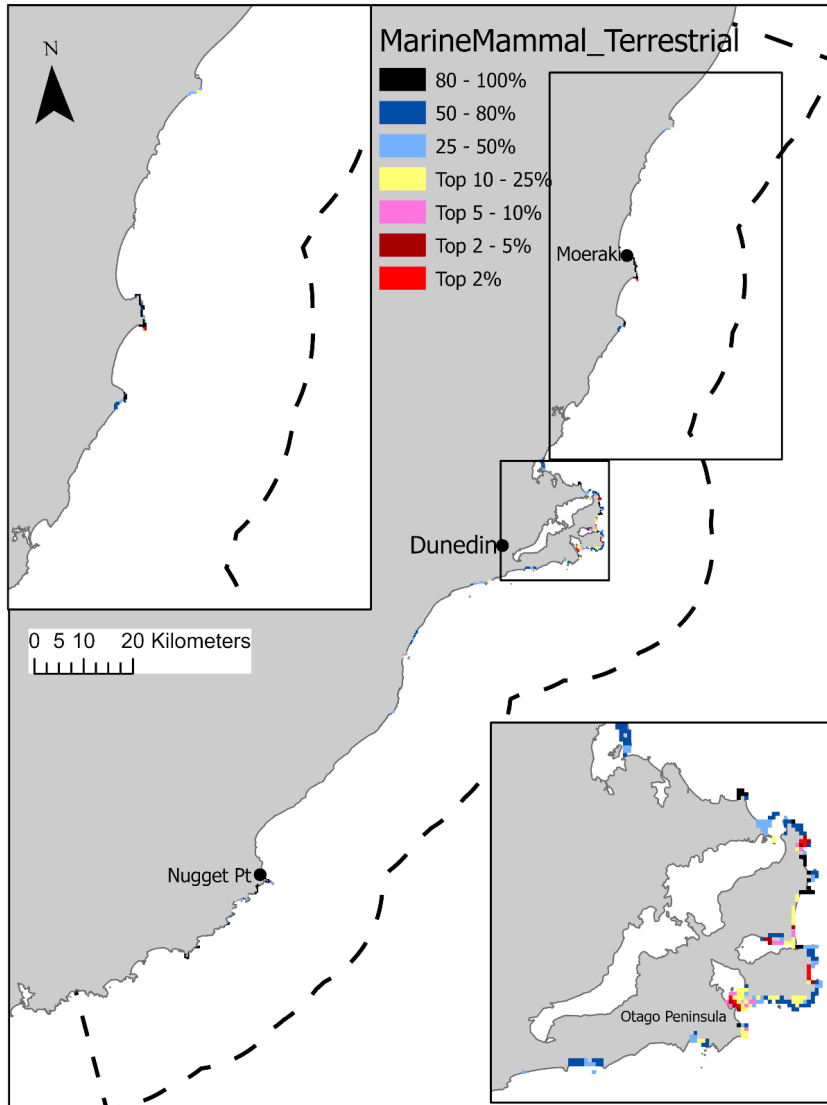 N
MarineMammal_Terrestrial
80 - 100%
50 - 80%
25 - 50%
Top 10 - 25%
Top 5 - 10%
Top 2 - 5%
Top 2%
Moeraki
Dunedin
0 5 10 20 Kilometers
Nugget Pt
Otago Peninsula